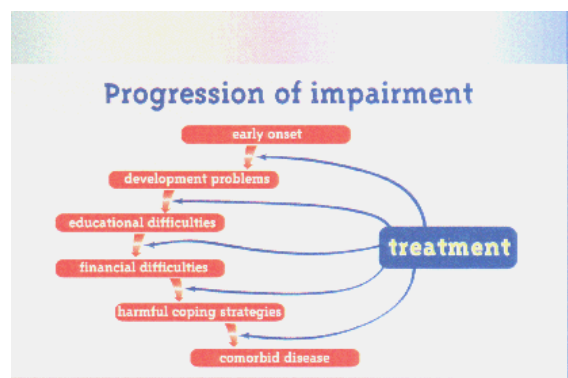 Progression of impairment
early onset
development problems
educational difficulties
treatment
financial difficulties
harmful coping strategies
comorbid disease